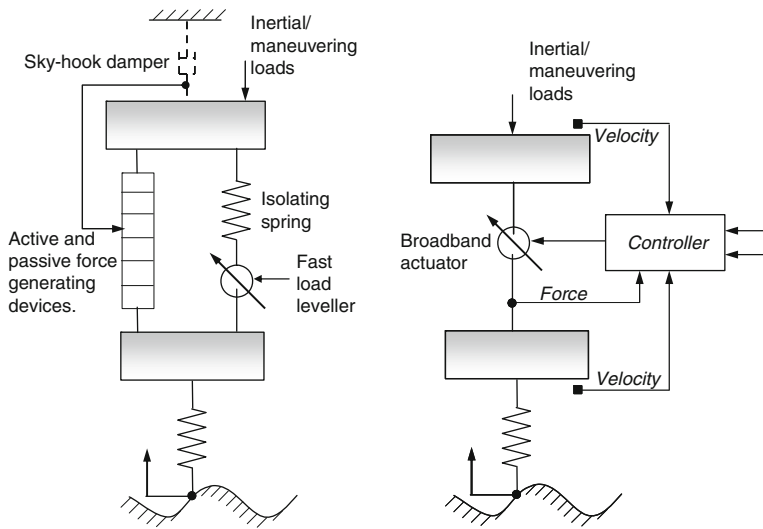 Sky-hook damper
Inertial/
maneuvering
loads
Isolating
spring
Active and
passive force
generating
devices.
Fast
load
leveller
Inertial/
maneuvering
loads
Velocity
Broadband
actuator
Controller
Force
Velocity